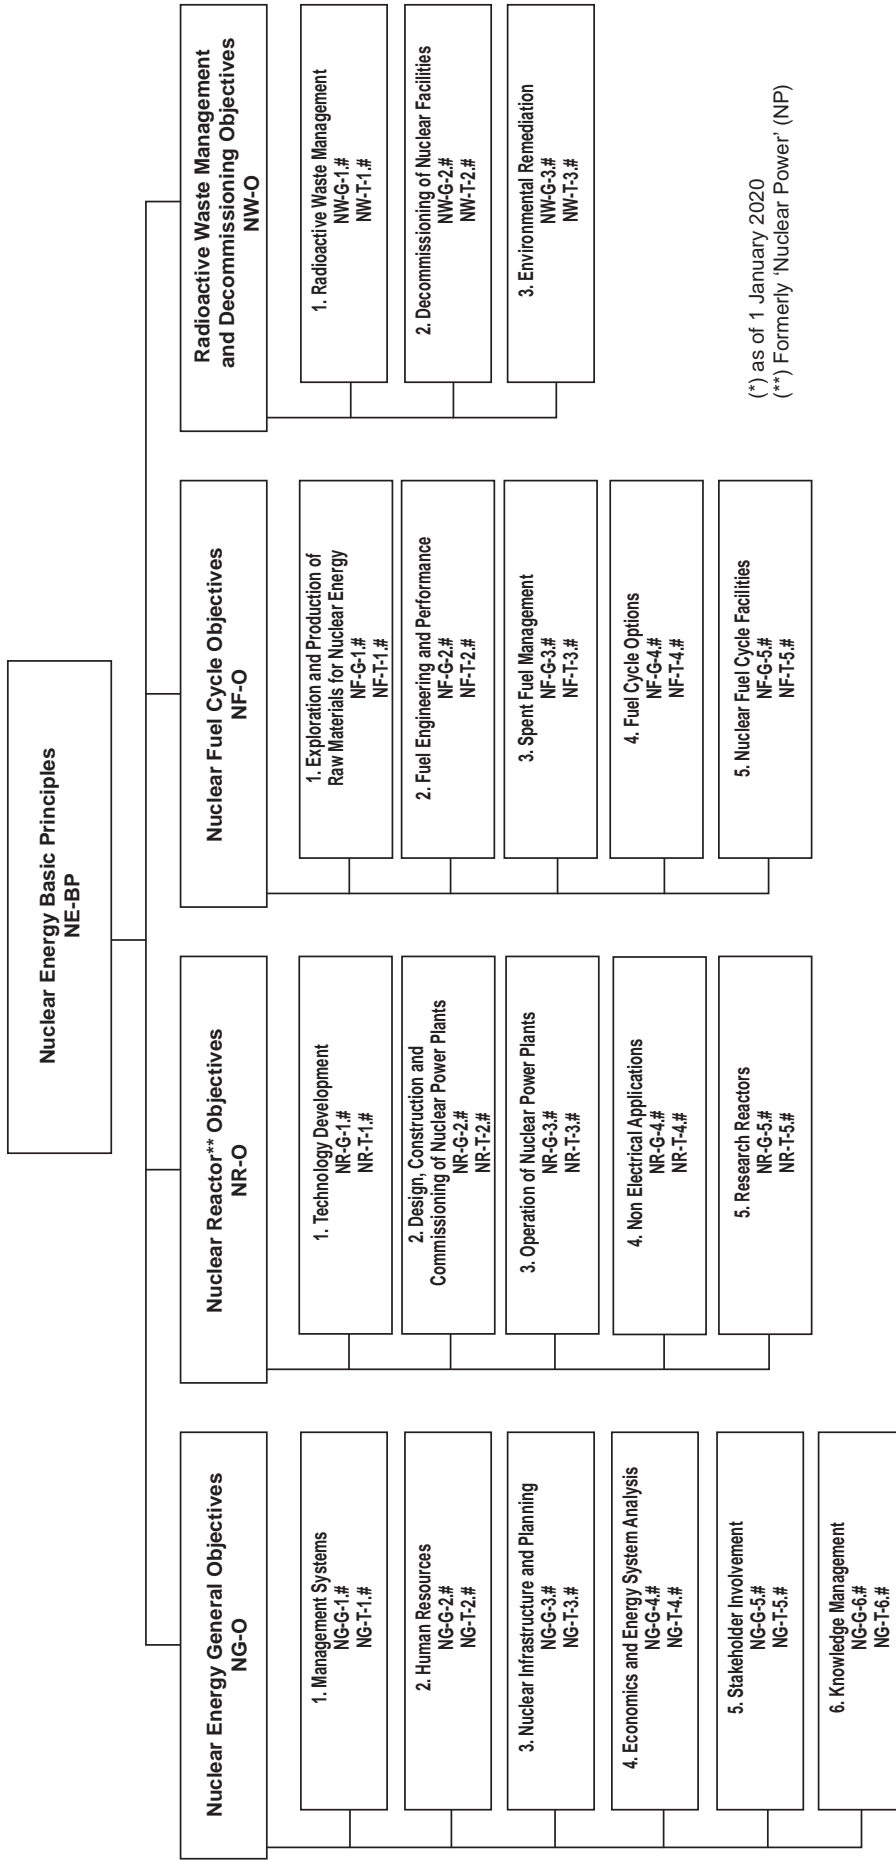 Nuclear Energy Basic Principles
NE-BP
Nuclear Energy General Objectives
NG-O
1. Management Systems
NG-G-1.#
NG-T-1.#
2. Human Resources
NG-G-2.#
NG-T-2.#
3. Nuclear Infrastructure and Planning
NG-G-3.#
NG-T-3.#
4. Economics and Energy System Analysis
NG-G-4.#
NG-T-4.#
5. Stakeholder Involvement
NG-G-5.#
NG-T-5.#
6. Knowledge Management
NG-G-6.#
NG-T-6.#
Nuclear Reactor** Objectives
NR-O
1. Technology Development
NR-G-1.#
NR-T-1.#
2. Design, Construction and
Commissioning of Nuclear Power Plants
NR-G-2.#
NR-T-2.#
3. Operation of Nuclear Power Plants
NR-G-3.#
NR-T-3.#
4. Non Electrical Applications
NR-G-4.#
NR-T-4.#
5. Research Reactors
NR-G-5.#
NR-T-5.#
Nuclear Fuel Cycle Objectives
NF-O
1. Exploration and Production of
Raw Materials for Nuclear Energy
NF-G-1.#
NF-T-1.#
2. Fuel Engineering and Performance
NF-G-2.#
NF-T-2.#
3. Spent Fuel Management
NF-G-3.#
NF-T-3.#
4. Fuel Cycle Options
NF-G-4.#
NF-T-4.#
5. Nuclear Fuel Cycle Facilities
NF-G-5.#
NF-T-5.#
Radioactive Waste Management
and Decommissioning Objectives
NW-O
1. Radioactive Waste Management
NW-G-1.#
NW-T-1.#
2. Decommissioning of Nuclear Facilities
NW-G-2.#
NW-T-2.#
3. Environmental Remediation
NW-G-3.#
NW-T-3.#
(*) as of 1 January 2020
(**) Formerly ‘Nuclear Power’ (NP)